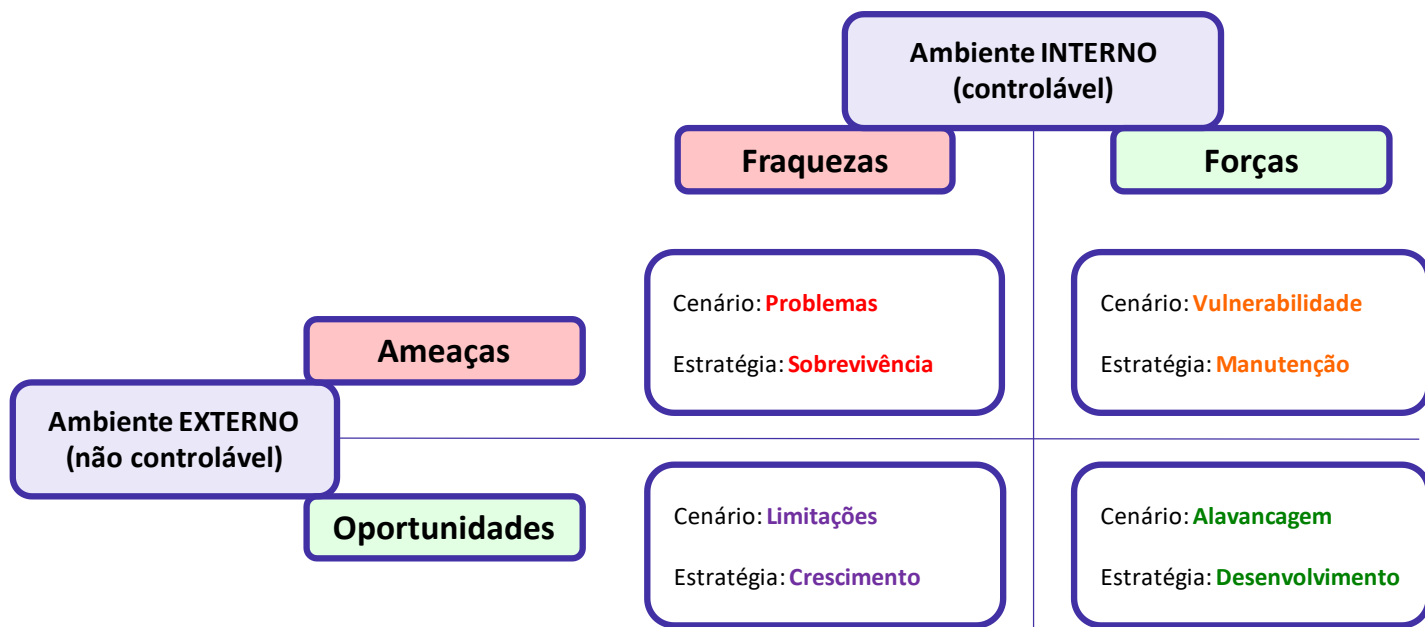 Ambiente INTERNO
(controlável)
Fraquezas
Forças
Cenário: Problemas
Estratégia: Sobrevivência
Cenário: Vulnerabilidade
Estratégia: Manutenção
Ameaças
Ambiente EXTERNO
(não controlável)
Oportunidades
Cenário: Limitações
Estratégia: Crescimento
Cenário: Alavancagem
Estratégia: Desenvolvimento